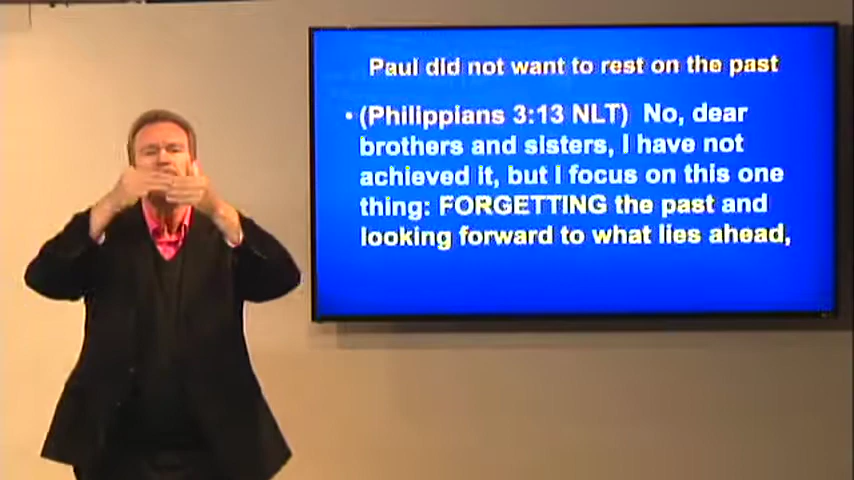 Paul did not want to rest on the past
• (Philippians 3:13 NLT) No, dear
brothers and sisters, I have not
achieved it, but I focus on this one
thing: FORGETTING the past and
looking forward to what lies ahead,